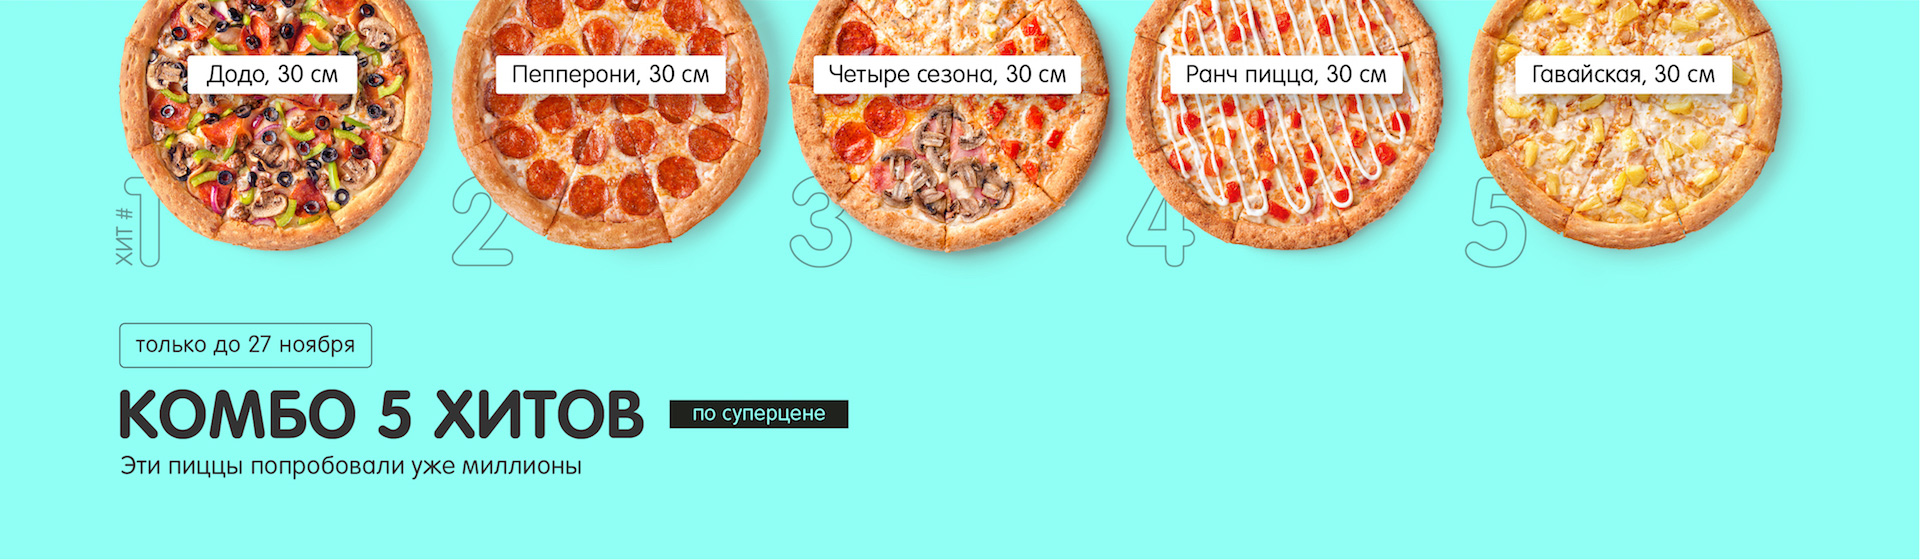 Додо, 30 см
Пепперони, 30 см
Четыре сезона, 30 см
Ранч пицца, 30 см
Гавайская, 30 см
ХИТ #1
2
3
4
5
только до 27 ноября
КОМБО 5 ХИТОВ
по суперцене
Эти пиццы попробовали уже миллионы